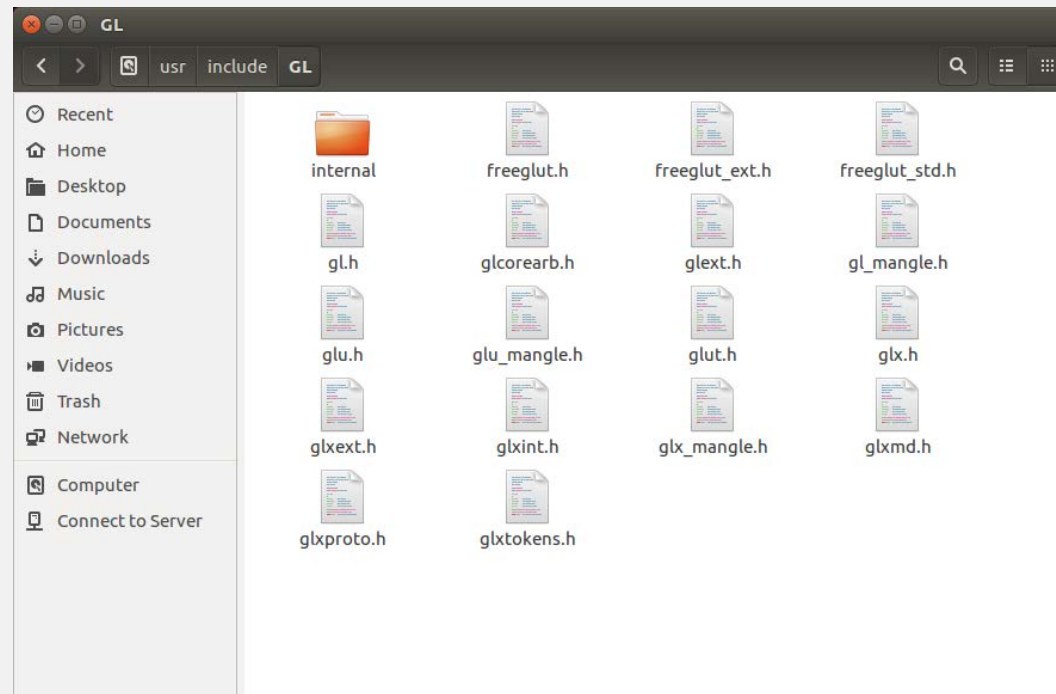 GL
usr include GL
Recent
Home
Desktop
Documents
Downloads
Music
Pictures
Videos
Trash
Network
Computer
Connect to Server
internal freeglut.h freeglut_ext.h freeglut_std.h
gl.h glcorearb.h glext.h gl_mangle.h
glu.h glu_mangle.h glut.h glx.h
glxext.h glxint.h glx_mangle.h glxmd.h
glxproto.h glxtokens.h